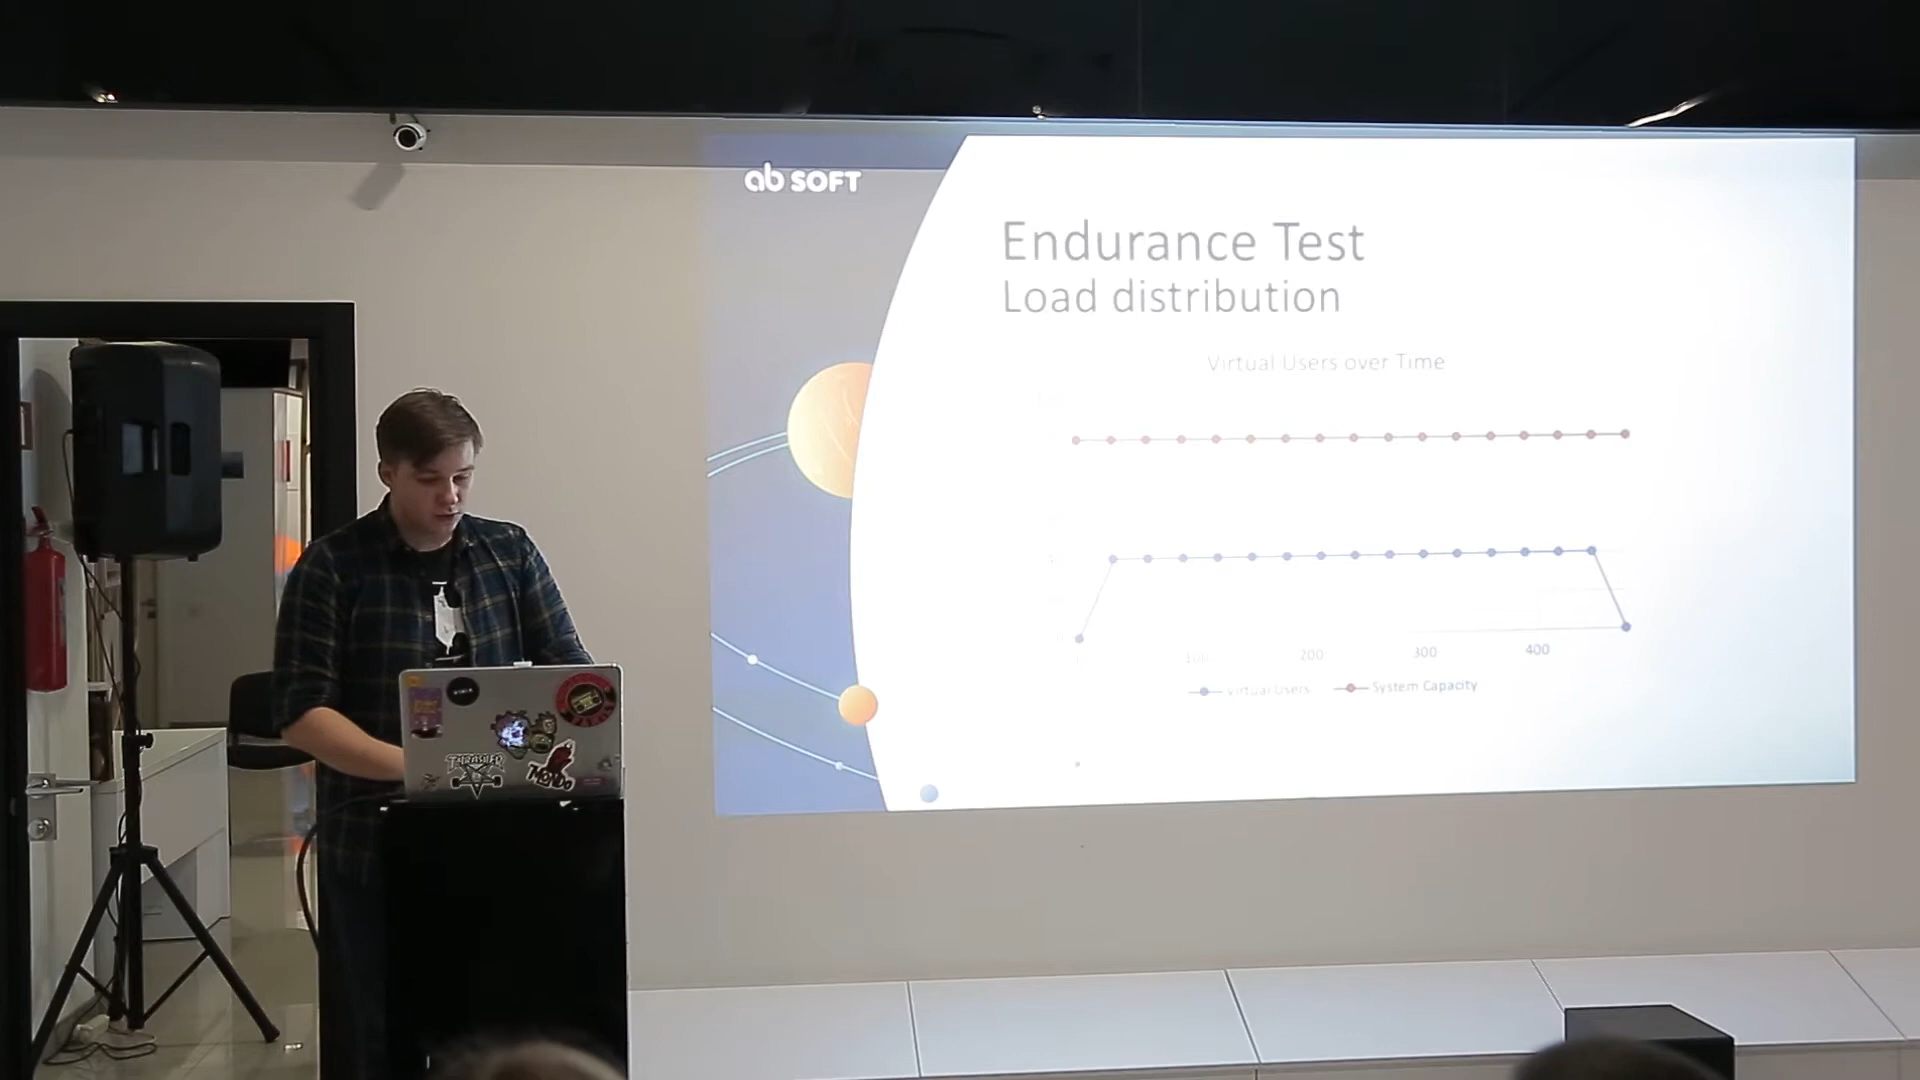 ab SOFT
Endurance Test
Load distribution
Virtual Users over Time
100
200
300
400
Virtual Users
System Capacity
THRASHER